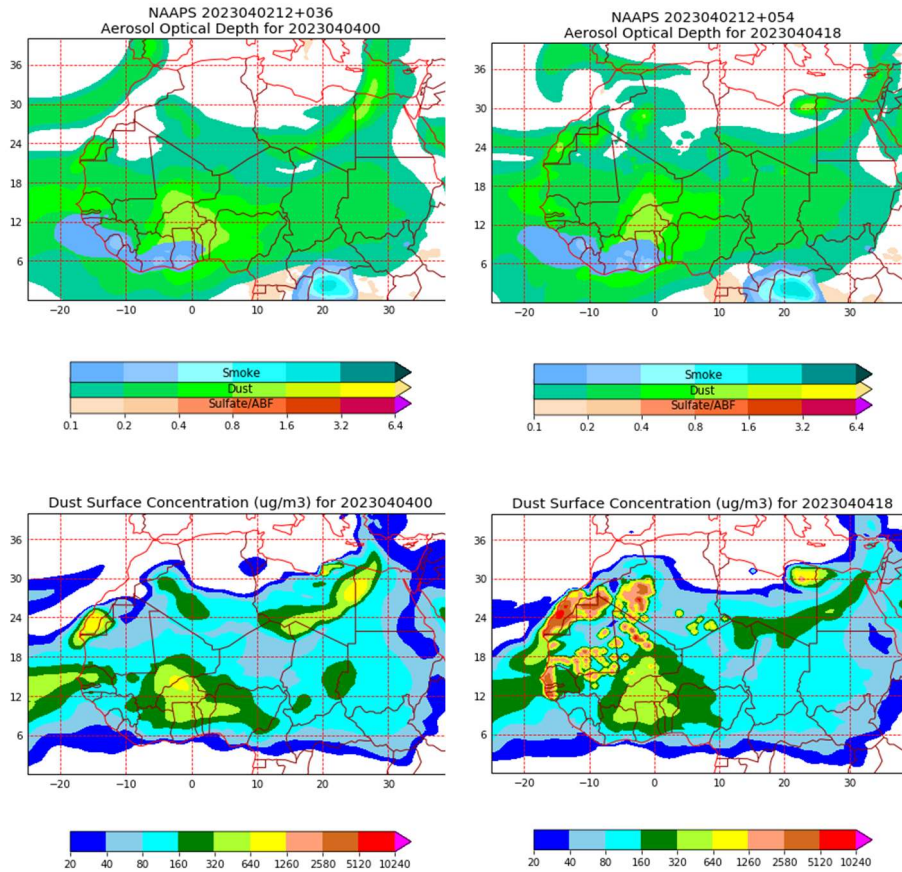 NAAPS 2023040212+036
Aerosol Optical Depth for 2023040400
36
30
24
18
12
6
−20 −10 0 10 20 30
Smoke
Dust
Sulfate/ABF
0.1 0.2 0.4 0.8 1.6 3.2 6.4
NAAPS 2023040212+054
Aerosol Optical Depth for 2023040418
36
30
24
18
12
6
−20 −10 0 10 20 30
Smoke
Dust
Sulfate/ABF
0.1 0.2 0.4 0.8 1.6 3.2 6.4
Dust Surface Concentration (ug/m3) for 2023040400
36
30
24
18
12
6
−20 −10 0 10 20 30
20 40 80 160 320 640 1260 2580 5120 10240
Dust Surface Concentration (ug/m3) for 2023040418
36
30
24
18
12
6
−20 −10 0 10 20 30
20 40 80 160 320 640 1260 2580 5120 10240